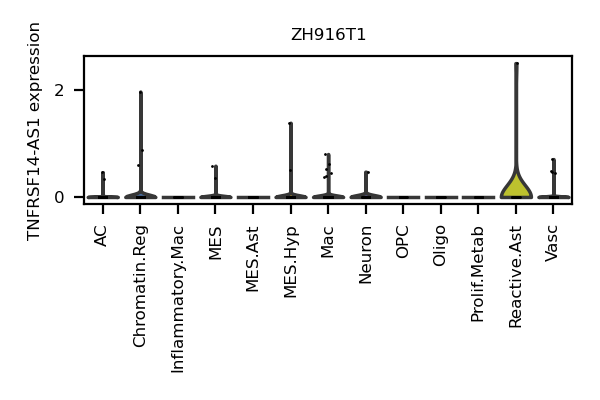 ZH916T1
TNFRSF14-AS1 expression
2
0
AC
Chromatin.Reg
Inflammatory.Mac
MES
MES.Ast
MES.Hyp
Mac
Neuron
OPC
Oligo
Prolif.Metab
Reactive.Ast
Vasc